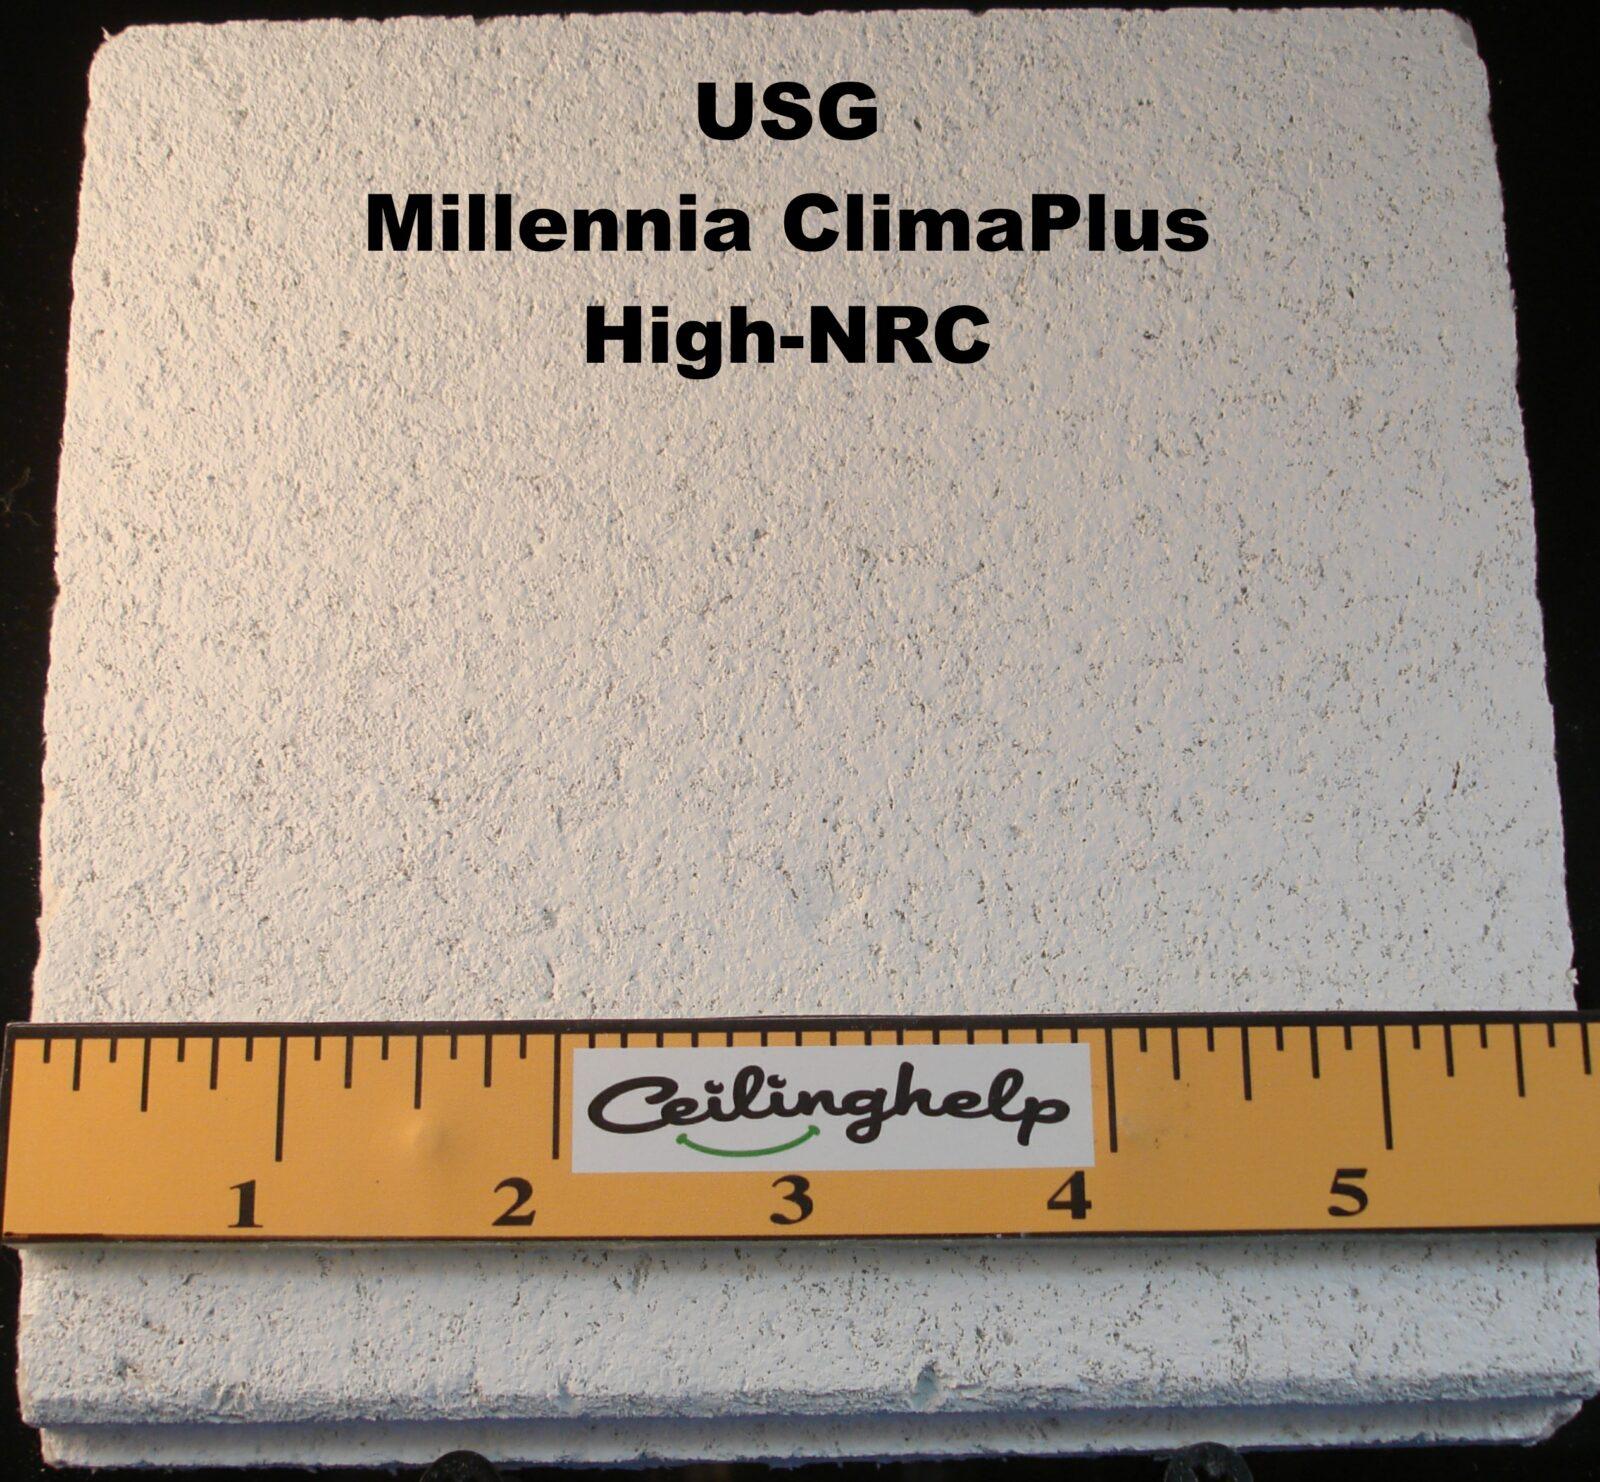 USG
Millennia ClimaPlus
High-NRC
Ceilinghelp
1 2 3 4 5